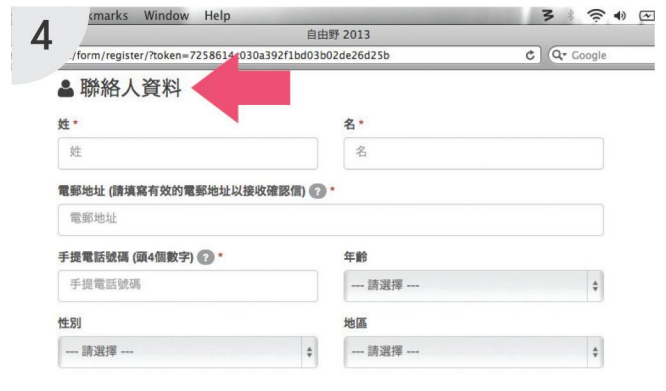 4
kmarks Window Help
自由野 2013
/form/register/?token=7258614c030a392f1bd03b02de26d25b
Google
聯絡人資料
姓 * 名 *
姓 名
電郵地址 (請填寫有效的電郵地址以接收確認信) ? *
電郵地址
手提電話號碼 (頭4個數字) ? * 年齡
手提電話號碼 --- 請選擇 ---
性別 地區
--- 請選擇 --- --- 請選擇 ---